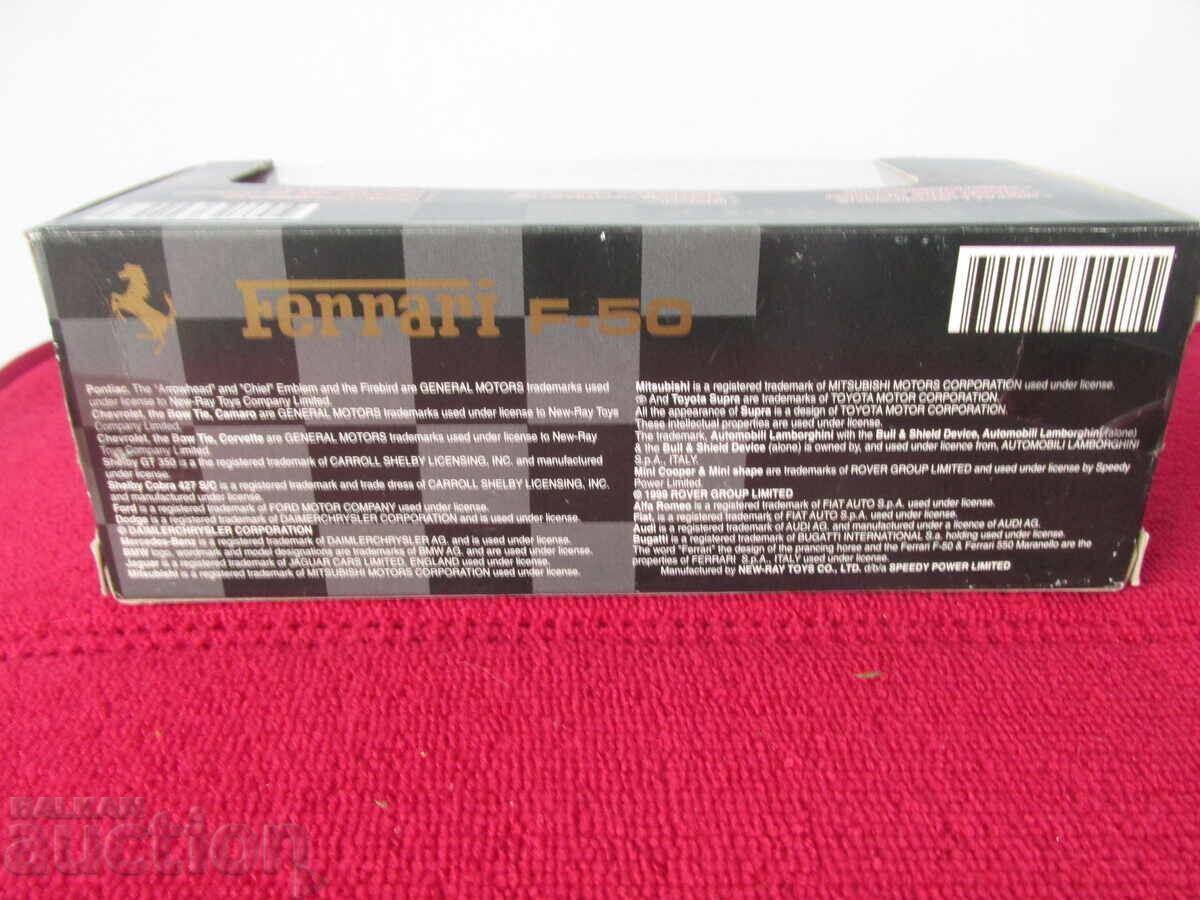 Ferrari F-50
Pontiac, The "Arrowhead" and "Chief" Emblem and the Firebird are GENERAL MOTORS trademarks used
under license to New-Ray Toys Company Limited.
Chevrolet, the Bow Tie, Camaro are GENERAL MOTORS trademarks used under license to New-Ray Toys
Company Limited.
Chevrolet, the Bow Tie, Corvette are GENERAL MOTORS trademarks used under license to New-Ray
Toys Company Limited.
Shelby GT 350 is a the registered trademark of CARROLL SHELBY LICENSING, INC. and manufactured
under license.
Shelby Cobra 427 S/C is a registered trademark and trade dress of CARROLL SHELBY LICENSING, INC.
and manufactured under license.
Ford is a registered trademark of FORD MOTOR COMPANY used under license.
Dodge is a registered trademark of DAIMLERCHRYSLER CORPORATION and is used under license.
© DAIMLERCHRYSLER CORPORATION
Mercedes-Benz is a registered trademark of DAIMLERCHRYSLER AG, and is used under license.
BMW logo, wordmark and model designations are trademarks of BMW AG, and are used under license.
Jaguar is a registered trademark of JAGUAR CARS LIMITED, ENGLAND used under license.
Mitsubishi is a registered trademark of MITSUBISHI MOTORS CORPORATION used under license.
Mitsubishi is a registered trademark of MITSUBISHI MOTORS CORPORATION used under license.
And Toyota Supra are trademarks of TOYOTA MOTOR CORPORATION.
All the appearance of Supra is a design of TOYOTA MOTOR CORPORATION.
These intellectual properties are used under license.
The trademark, Automobili Lamborghini with the Bull & Shield Device, Automobili Lamborghini (alone)
& the Bull & Shield Device (alone) is owned by, and used under licence from, AUTOMOBILI LAMBORGHINI
S.p.A., ITALY.
Mini Cooper & Mini shape are trademarks of ROVER GROUP LIMITED and used under license by Speedy
Power Limited.
ROVER GROUP LIMITED
Alfa Romeo is a registered trademark of FIAT AUTO S.p.A. used under license.
Fiat is a registered trademark of FIAT AUTO S.p.A. used under license.
Audi is a registered trademark of AUDI AG, and manufactured under a licence of AUDI AG.
Bugatti is a registered trademark of BUGATTI INTERNATIONAL S.a. holding used under license.
The word "Ferrari" the design of the prancing horse and the Ferrari F-50 & Ferrari 550 Maranello are the
properties of FERRARI S.p.A., ITALY used under license.
Manufactured by NEW-RAY TOYS CO., LTD. d/b/a SPEEDY POWER LIMITED
BALKAN
auction